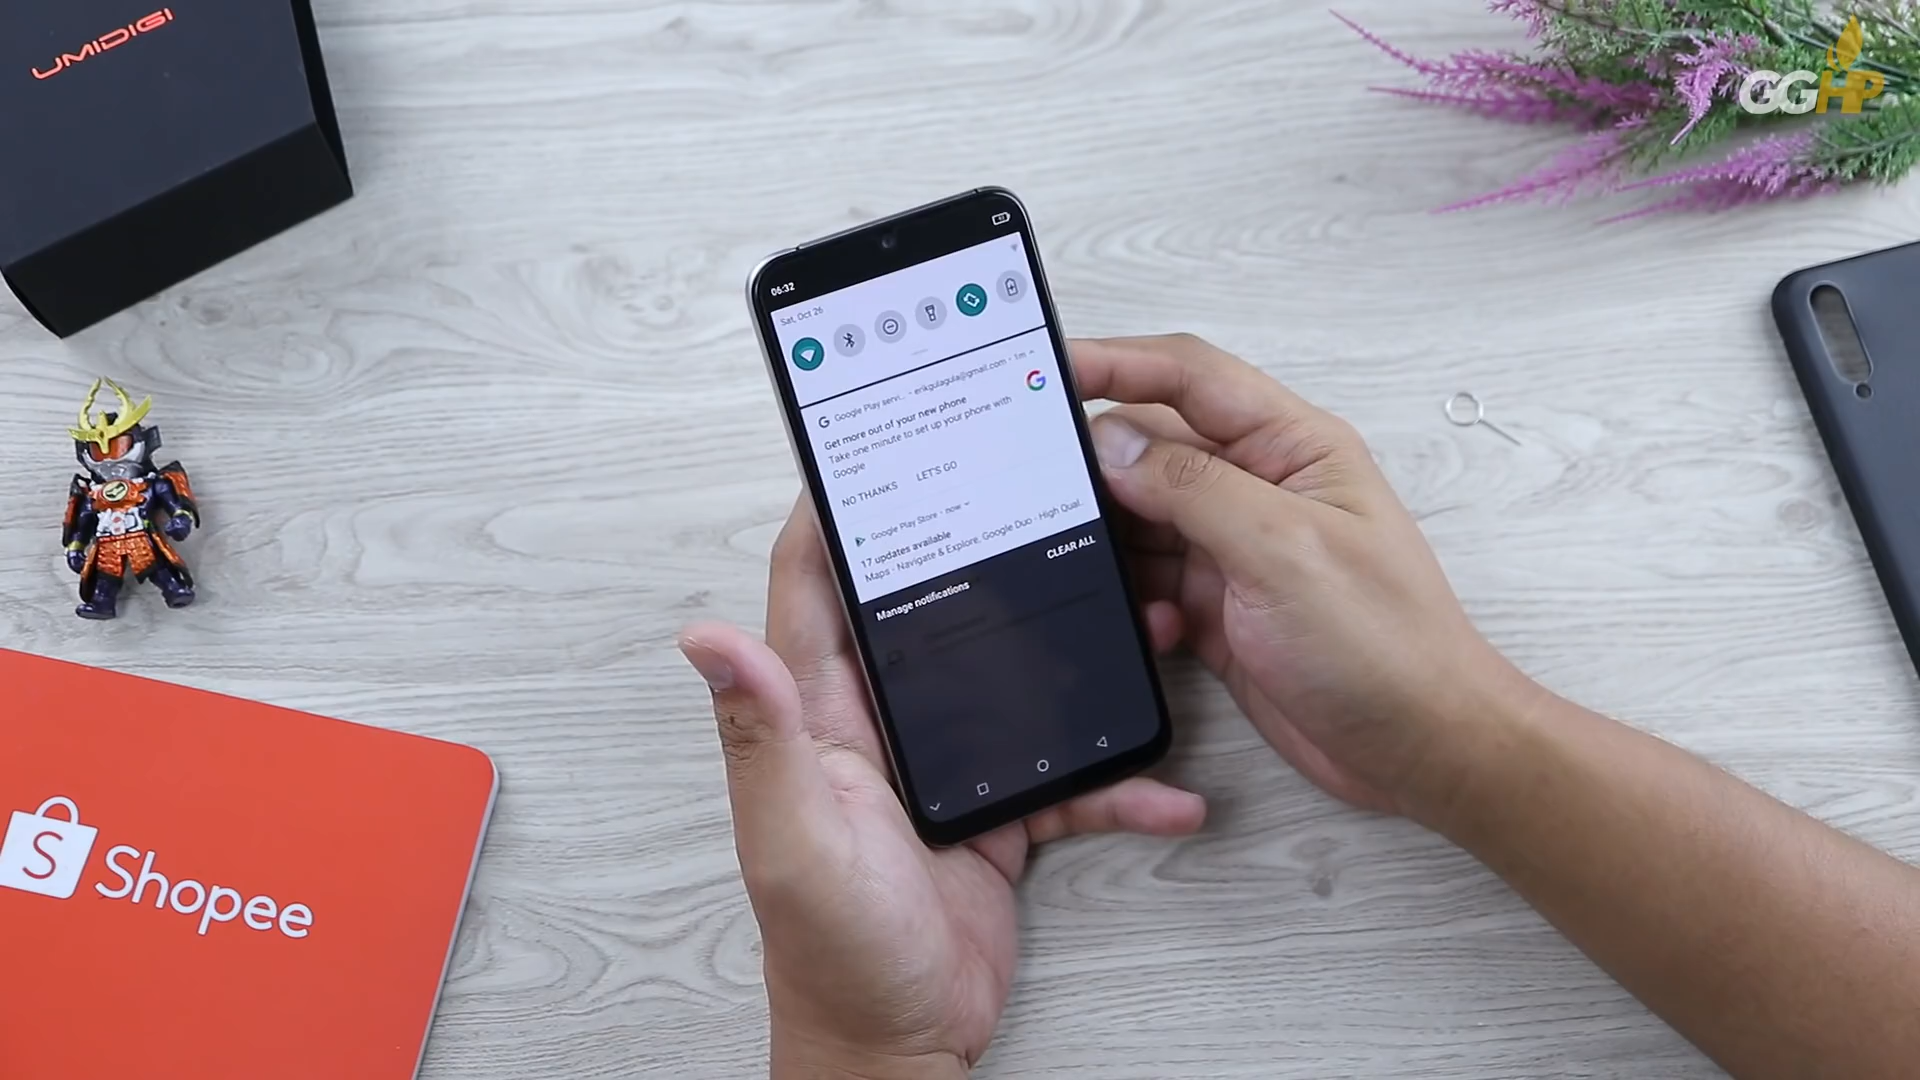 UMIDIGI
GGHP
06:32
Sat, Oct 26
Google Play servi... • erikgulagula@gmail.com • 1m
Get more out of your new phone
Take one minute to set up your phone with
Google
NO THANKS LET'S GO
Google Play Store • now
17 updates available
Maps - Navigate & Explore, Google Duo - High Qual..
Manage notifications
CLEAR ALL
S
Shopee